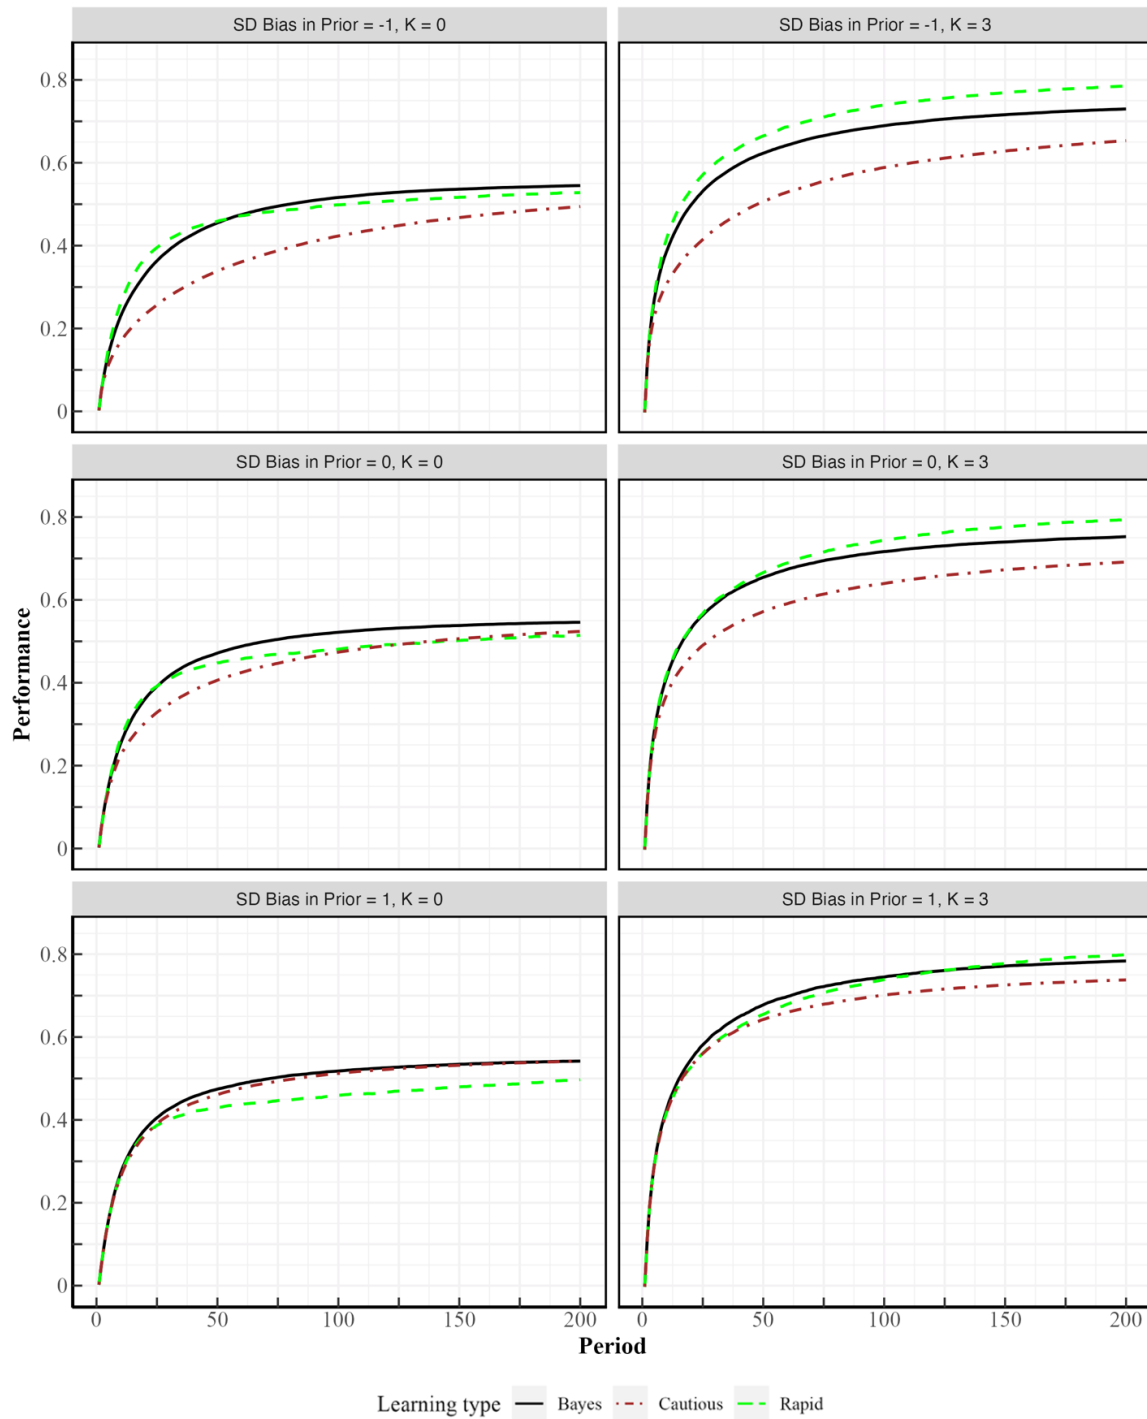 SD Bias in Prior = -1, K = 0
SD Bias in Prior = -1, K = 3
0.8
0.6
0.4
0.2
0
SD Bias in Prior = 0, K = 0
SD Bias in Prior = 0, K = 3
0.8
0.6
0.4
0.2
0
Performance
SD Bias in Prior = 1, K = 0
SD Bias in Prior = 1, K = 3
0.8
0.6
0.4
0.2
0
0 50 100 150 200
0 50 100 150 200
Period
Learning type Bayes Cautious Rapid